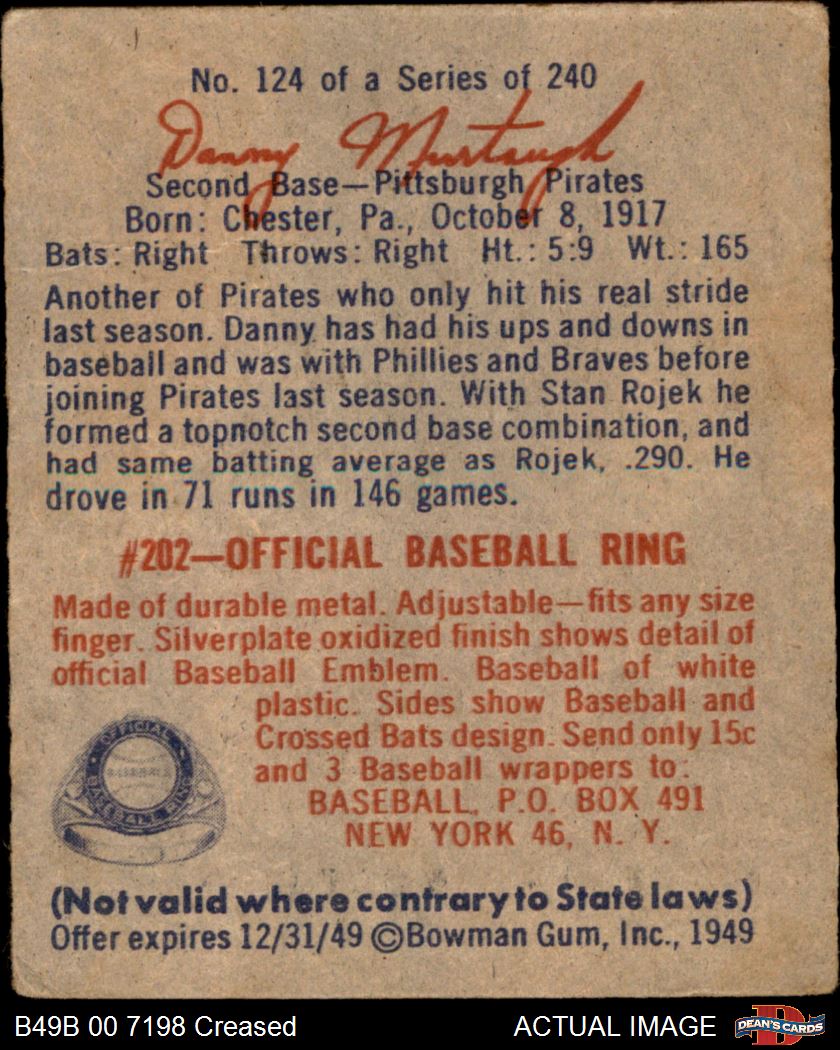 No. 124 of a Series of 240
Danny Murtaugh
Second Base—Pittsburgh Pirates
Born: Chester, Pa., October 8, 1917
Bats: Right Throws: Right Ht.: 5:9 Wt.: 165
Another of Pirates who only hit his real stride
last season. Danny has had his ups and downs in
baseball and was with Phillies and Braves before
joining Pirates last season. With Stan Rojek he
formed a topnotch second base combination, and
had same batting average as Rojek, .290. He
drove in 71 runs in 146 games.
#202—OFFICIAL BASEBALL RING
Made of durable metal. Adjustable—fits any size
finger. Silverplate oxidized finish shows detail of
official Baseball Emblem. Baseball of white
plastic. Sides show Baseball and
Crossed Bats design. Send only 15c
and 3 Baseball wrappers to:
BASEBALL, P.O. BOX 491
NEW YORK 46, N. Y.
OFFICIAL
BASEBALL
BASEBALL RING
(Not valid where contrary to State laws)
Offer expires 12/31/49 ©Bowman Gum, Inc., 1949
B49B 00 7198 Creased ACTUAL IMAGE
DEAN'S CARDS